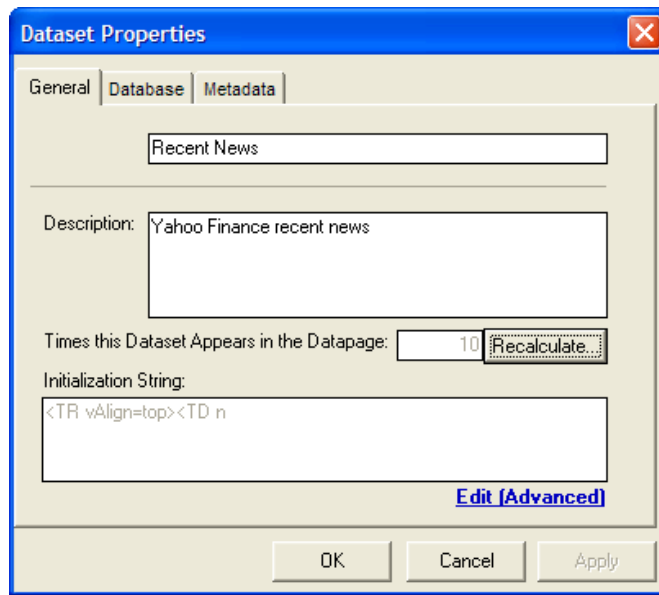 Dataset Properties
General Database Metadata
Recent News
Description: Yahoo Finance recent news
Times this Dataset Appears in the Datapage: 10 Recalculate...
Initialization String:
<TR vAlign=top><TD n
Edit (Advanced)
OK Cancel Apply